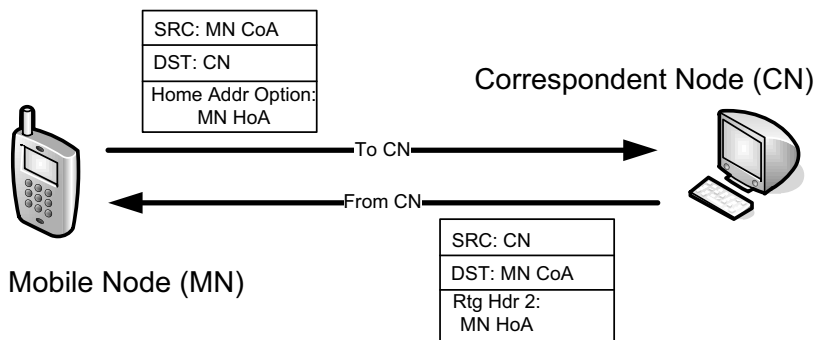 SRC: MN CoA
DST: CN
Home Addr Option:
MN HoA
Correspondent Node (CN)
To CN
From CN
Mobile Node (MN)
SRC: CN
DST: MN CoA
Rtg Hdr 2:
MN HoA